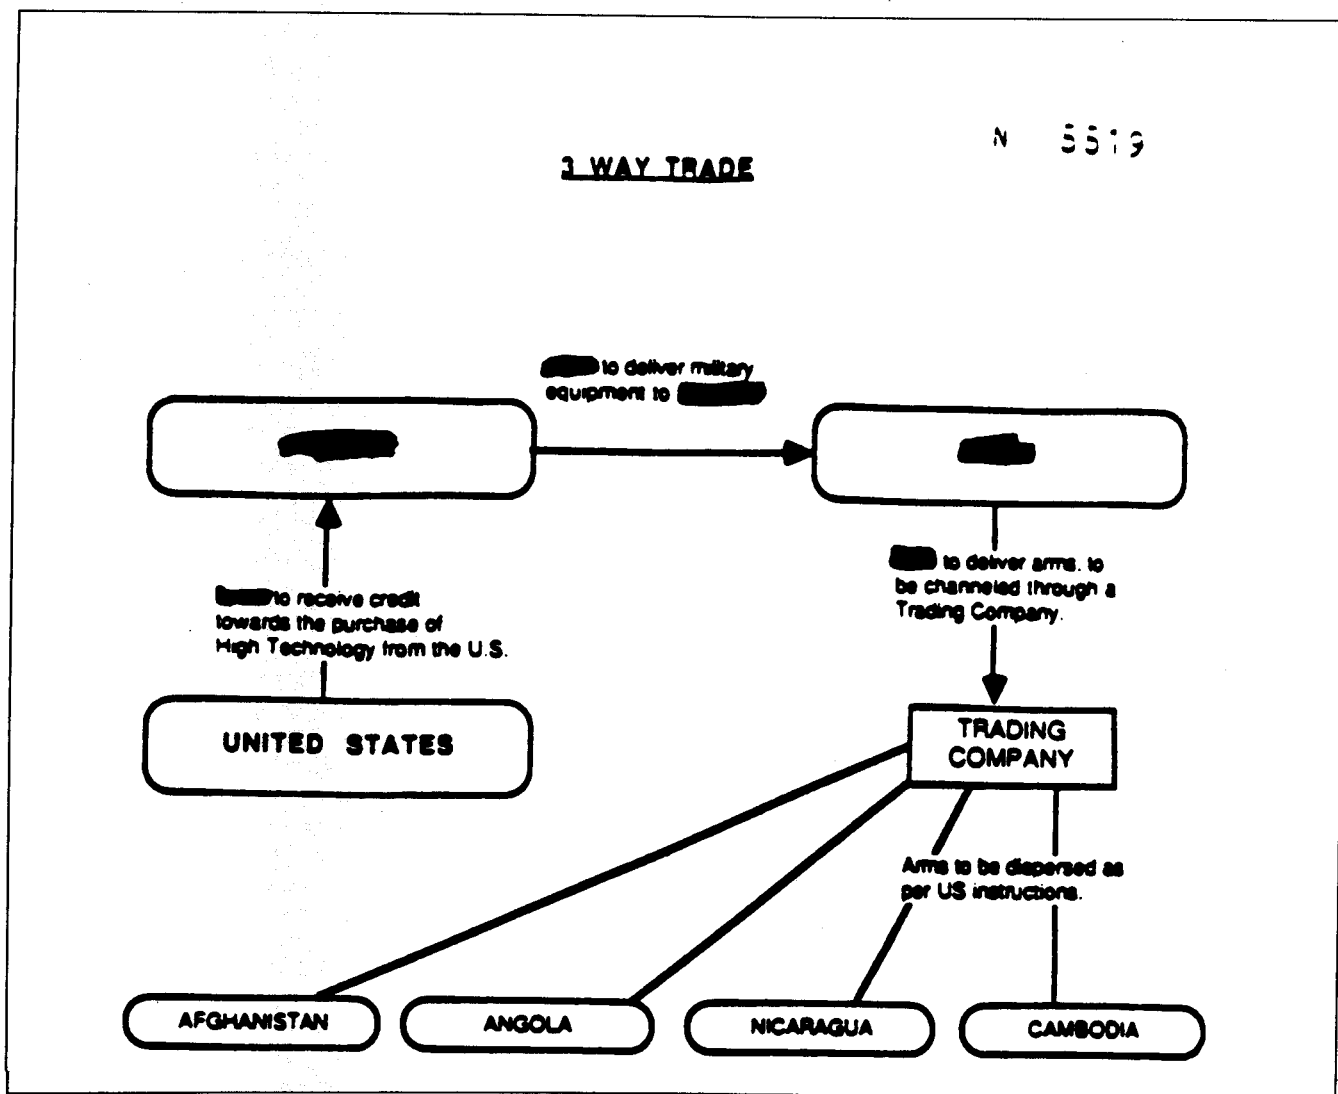 N 5519
3 WAY TRADE
to deliver military
equipment to
to receive credit
towards the purchase of
High Technology from the U.S.
to deliver arms, to
be channeled through a
Trading Company.
UNITED STATES
TRADING
COMPANY
Arms to be dispersed as
per US instructions.
AFGHANISTAN
ANGOLA
NICARAGUA
CAMBODIA